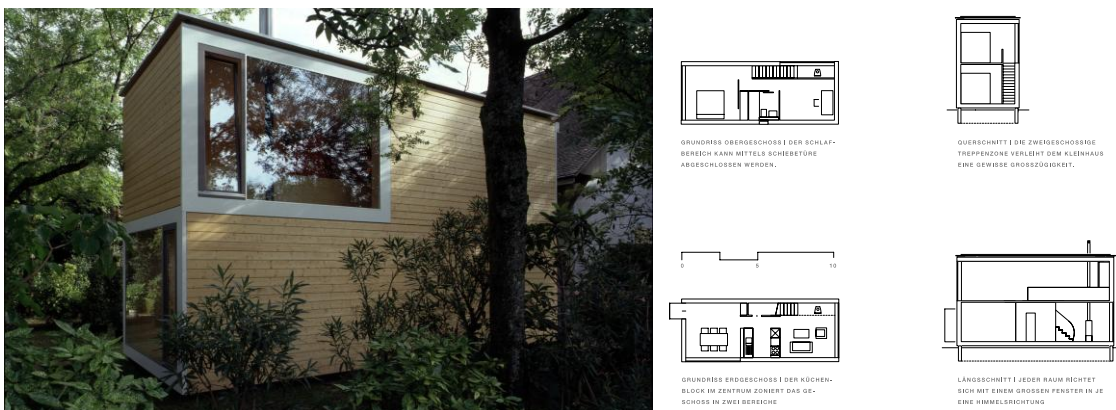 GRUNDRISS OBERGESCHOSS | DER SCHLAF-
BEREICH KANN MITTELS SCHIEBETÜRE
ABGESCHLOSSEN WERDEN.
QUERSCHNITT | DIE ZWEIGESCHOSSIGE
TREPPENZONE VERLEIHT DEM KLEINHAUS
EINE GEWISSE GROSSZÜGIGKEIT.
0 5 10
GRUNDRISS ERDGESCHOSS | DER KÜCHEN-
BLOCK IM ZENTRUM ZONIERT DAS GE-
SCHOSS IN ZWEI BEREICHE
LÄNGSSCHNITT | JEDER RAUM RICHTET
SICH MIT EINEM GROSSEN FENSTER IN JE
EINE HIMMELSRICHTUNG